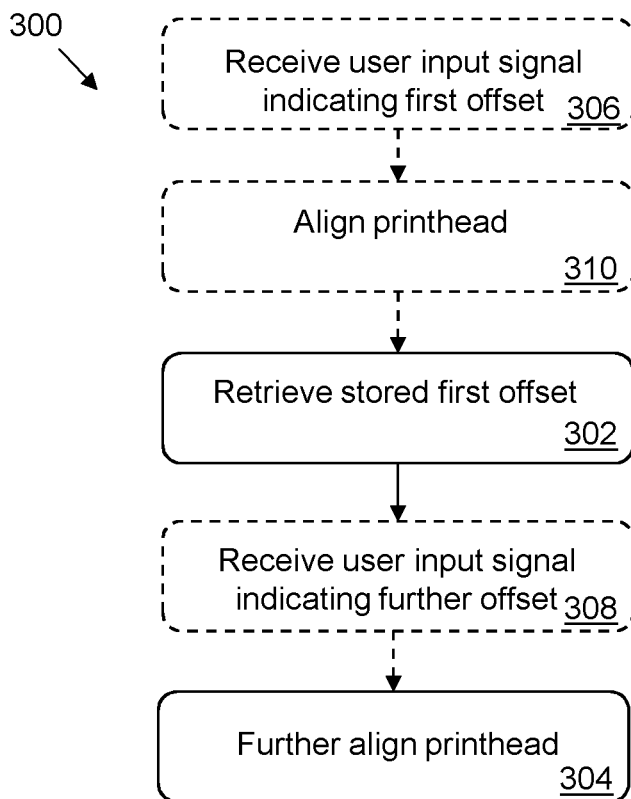 300
Receive user input signal
indicating first offset
306
Align printhead
310
Retrieve stored first offset
302
Receive user input signal
indicating further offset
308
Further align printhead
304